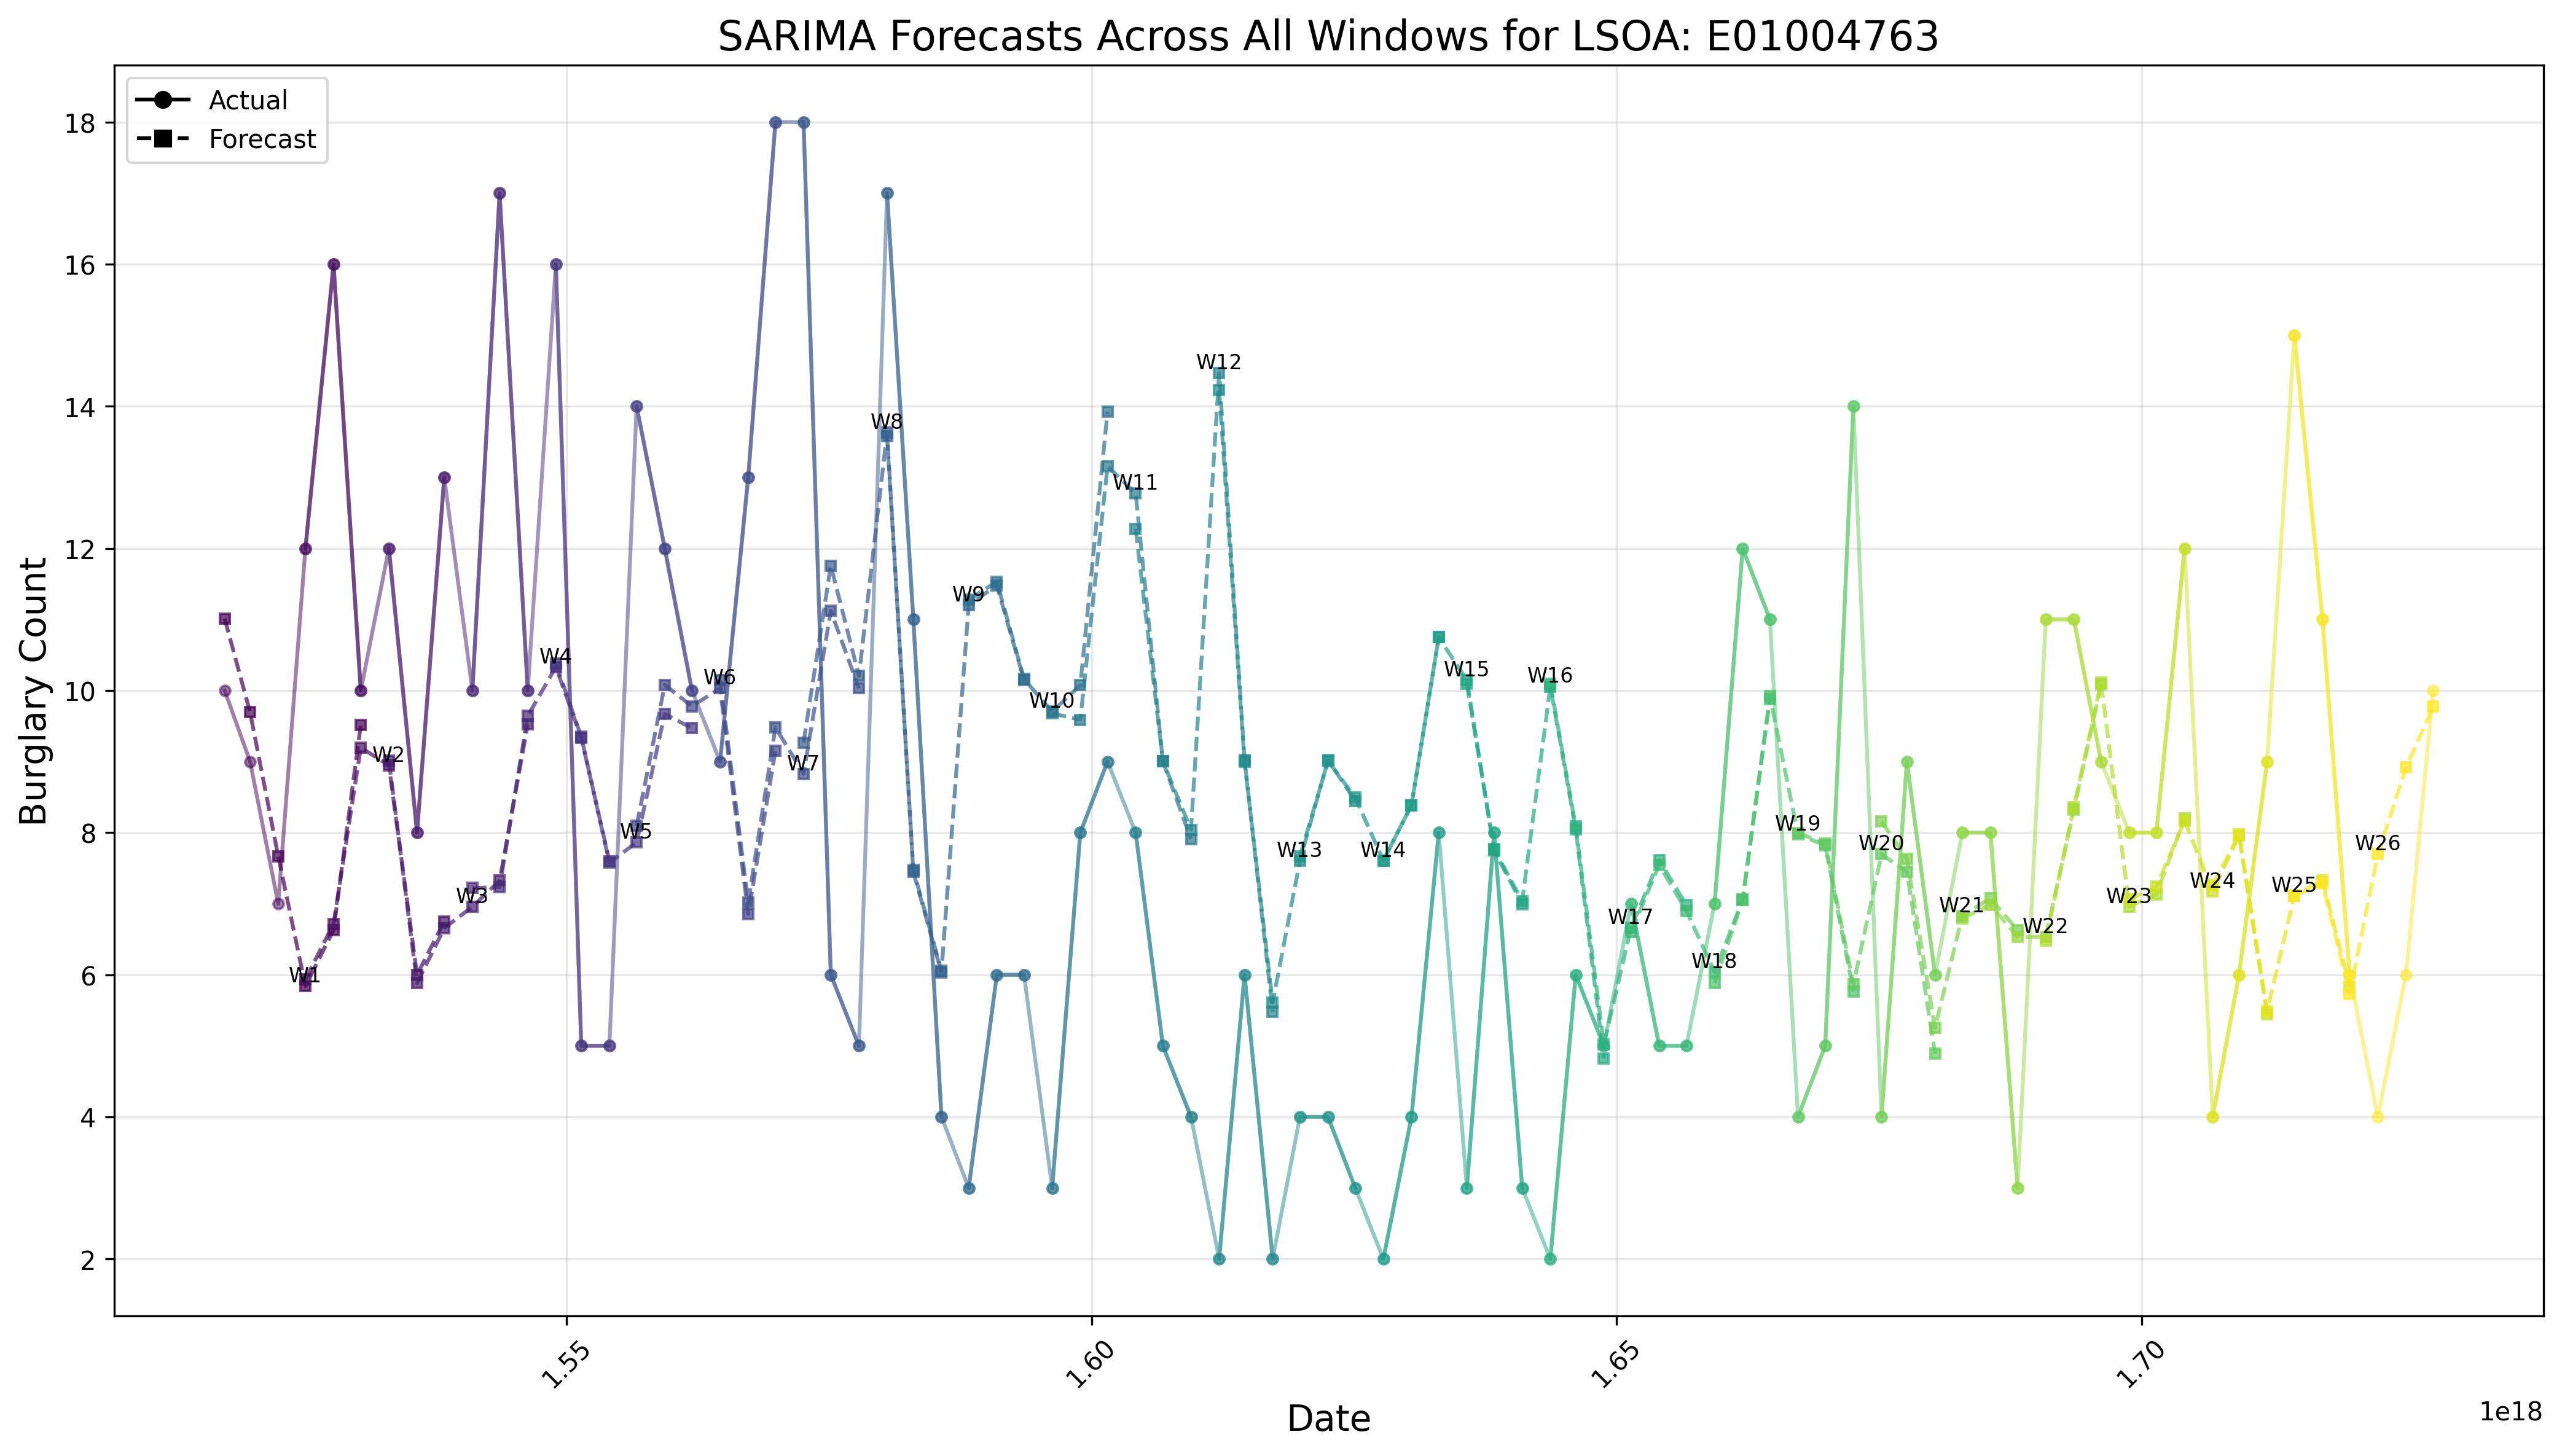 SARIMA Forecasts Across All Windows for LSOA: E01004763
Actual
Forecast
Burglary Count
18
16
14
12
10
8
6
4
2
W1
W2
W3
W4
W5
W6
W7
W8
W9
W10
W11
W12
W13
W14
W15
W16
W17
W18
W19
W20
W21
W22
W23
W24
W25
W26
1.55
1.60
1.65
1.70
1e18
Date